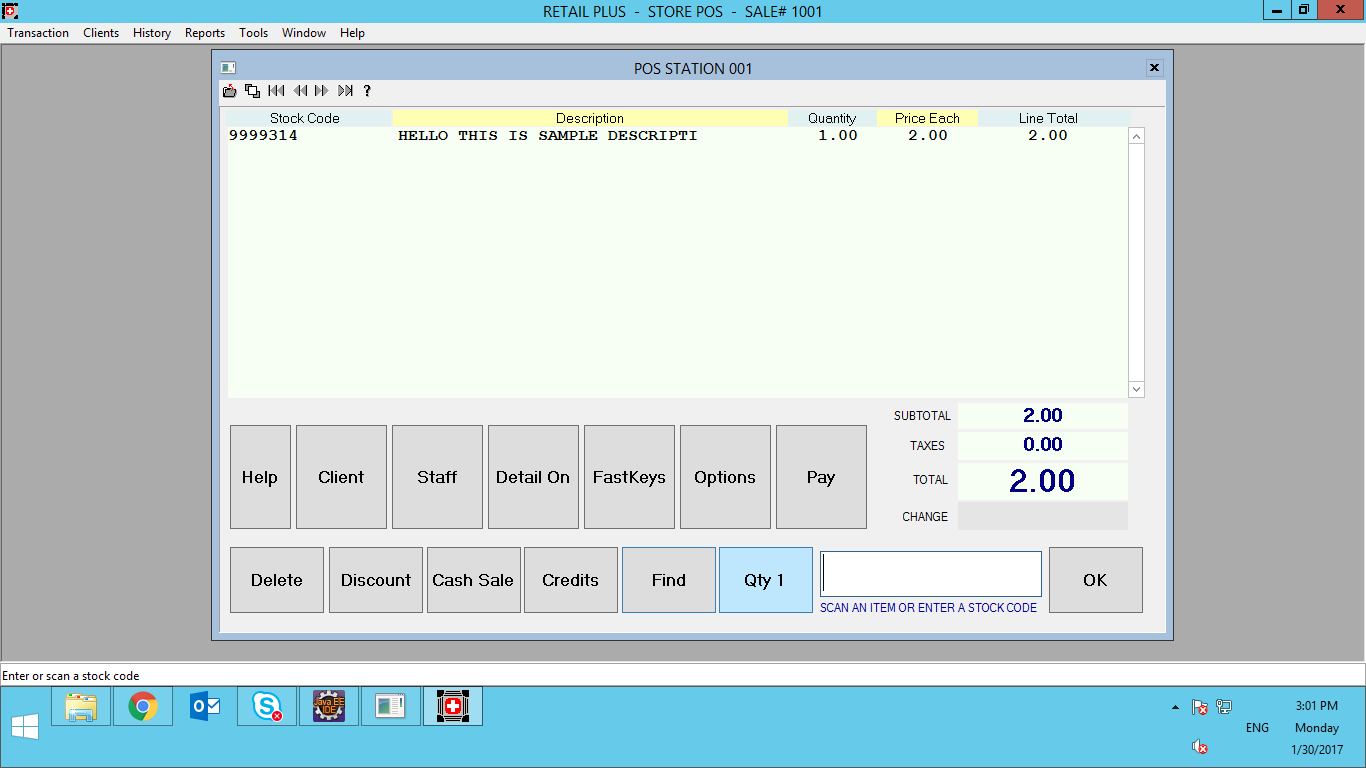 RETAIL PLUS - STORE POS - SALE# 1001
Transaction Clients History Reports Tools Window Help
POS STATION 001
?
Stock Code Description Quantity Price Each Line Total
9999314 HELLO THIS IS SAMPLE DESCRIPTI 1.00 2.00 2.00
SUBTOTAL 2.00
TAXES 0.00
TOTAL 2.00
CHANGE
Help Client Staff Detail On FastKeys Options Pay
Delete Discount Cash Sale Credits Find Qty 1 OK
SCAN AN ITEM OR ENTER A STOCK CODE
Enter or scan a stock code
Java EE
IDE
3:01 PM
ENG Monday
1/30/2017